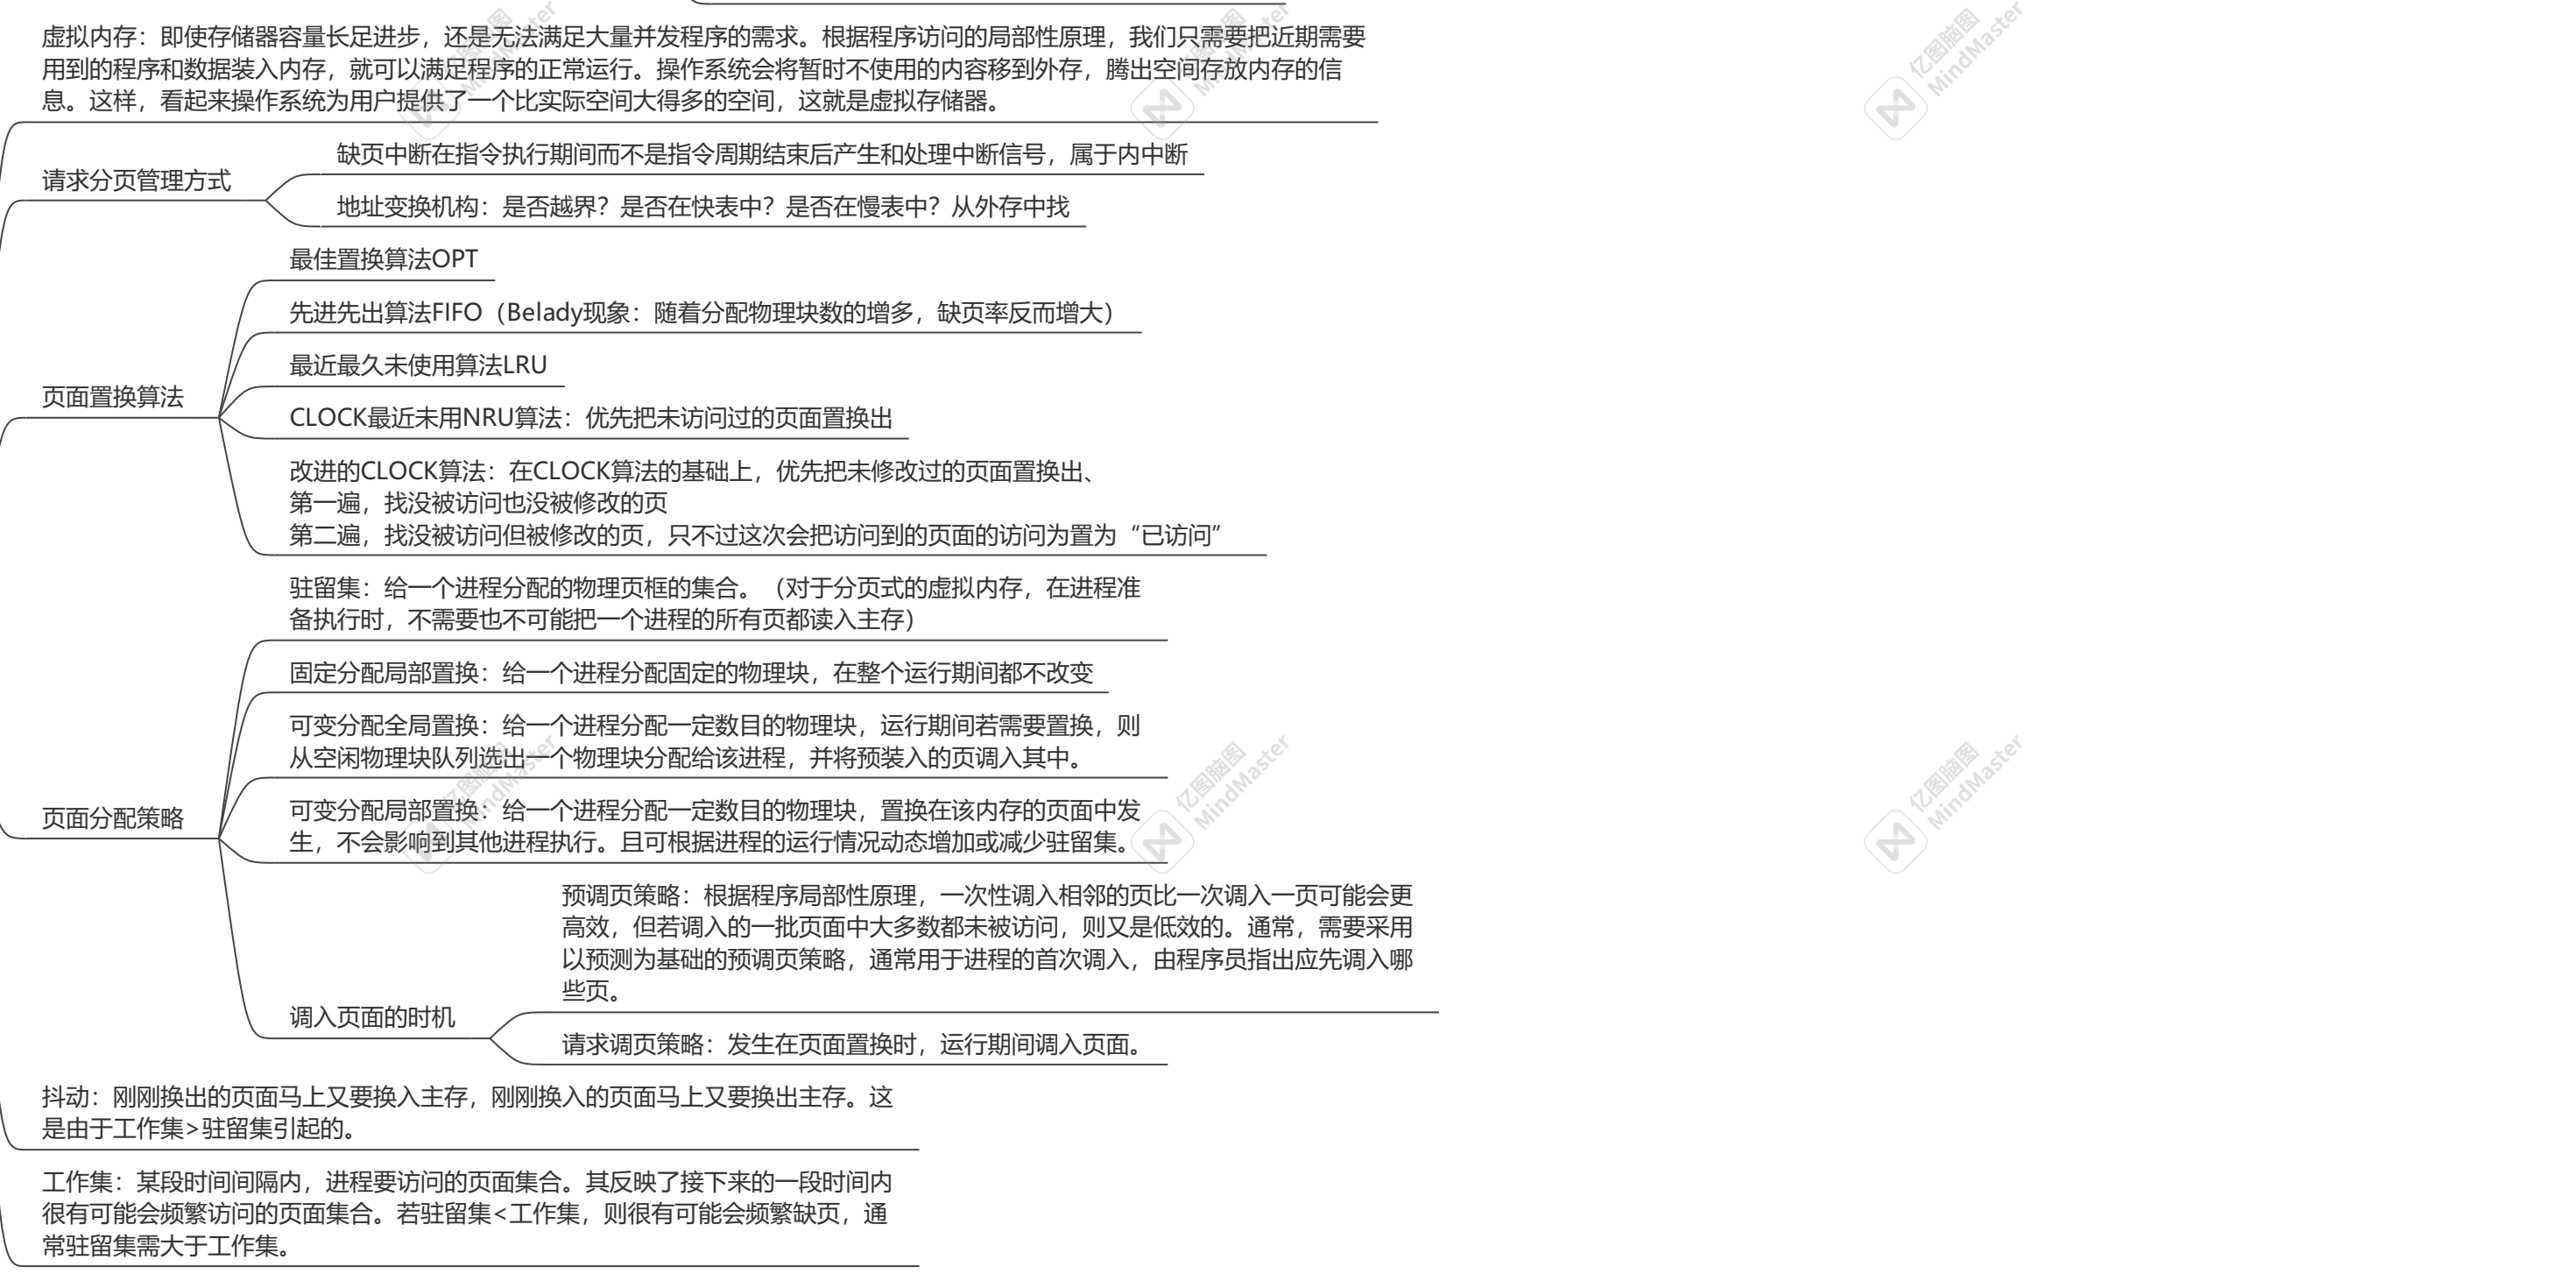 虚拟内存：即使存储器容量长足进步，还是无法满足大量并发程序的需求。根据程序访问的局部性原理，我们只需要把近期需要
用到的程序和数据装入内存，就可以满足程序的正常运行。操作系统会将暂时不使用的内容移到外存，腾出空间存放内存的信
息。这样，看起来操作系统为用户提供了一个比实际空间大得多的空间，这就是虚拟存储器。
请求分页管理方式
缺页中断在指令执行期间而不是指令周期结束后产生和处理中断信号，属于内中断
地址变换机构：是否越界？是否在快表中？是否在慢表中？从外存中找
页面置换算法
最佳置换算法OPT
先进先出算法FIFO（Belady现象：随着分配物理块数的增多，缺页率反而增大）
最近最久未使用算法LRU
CLOCK最近未用NRU算法：优先把未访问过的页面置换出
改进的CLOCK算法：在CLOCK算法的基础上，优先把未修改过的页面置换出、
第一遍，找没被访问也没被修改的页
第二遍，找没被访问但被修改的页，只不过这次会把访问到的页面的访问为置为“已访问”
页面分配策略
驻留集：给一个进程分配的物理页框的集合。（对于分页式的虚拟内存，在进程准
备执行时，不需要也不可能把一个进程的所有页都读入主存）
固定分配局部置换：给一个进程分配固定的物理块，在整个运行期间都不改变
可变分配全局置换：给一个进程分配一定数目的物理块，运行期间若需要置换，则
从空闲物理块队列选出一个物理块分配给该进程，并将预装入的页调入其中。
可变分配局部置换：给一个进程分配一定数目的物理块，置换在该内存的页面中发
生，不会影响到其他进程执行。且可根据进程的运行情况动态增加或减少驻留集。
调入页面的时机
预调页策略：根据程序局部性原理，一次性调入相邻的页比一次调入一页可能会更
高效，但若调入的一批页面中大多数都未被访问，则又是低效的。通常，需要采用
以预测为基础的预调页策略，通常用于进程的首次调入，由程序员指出应先调入哪
些页。
请求调页策略：发生在页面置换时，运行期间调入页面。
抖动：刚刚换出的页面马上又要换入主存，刚刚换入的页面马上又要换出主存。这
是由于工作集>驻留集引起的。
工作集：某段时间间隔内，进程要访问的页面集合。其反映了接下来的一段时间内
很有可能会频繁访问的页面集合。若驻留集<工作集，则很有可能会频繁缺页，通
常驻留集需大于工作集。
亿图脑图
MindMaster
亿图脑图
MindMaster
亿图脑图
MindMaster
亿图脑图
MindMaster
亿图脑图
MindMaster
亿图脑图
MindMaster